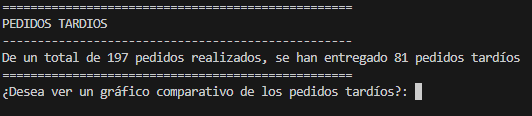 ==================================================
PEDIDOS TARDIOS
--------------------------------------------------
De un total de 197 pedidos realizados, se han entregado 81 pedidos tardíos
==================================================
¿Desea ver un gráfico comparativo de los pedidos tardíos?: